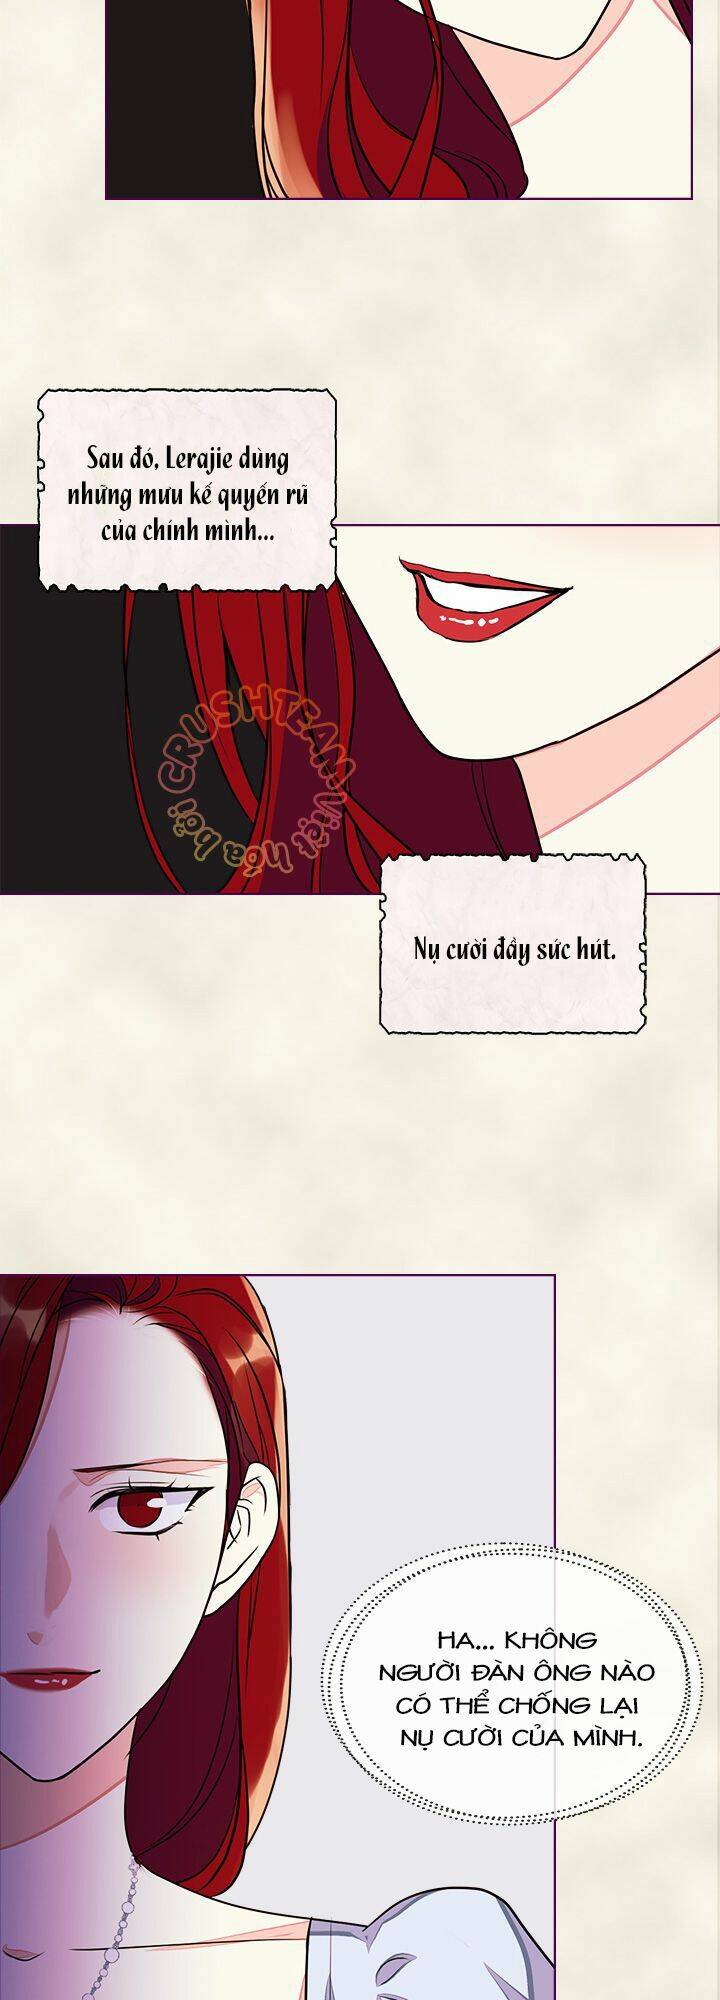 Sau đó, Lerajie dùng
những mưu kế quyến rũ
của chính mình...
CRUSHTEAM
Việt hóa bởi
Nụ cười đầy sức hút.
HA... KHÔNG
NGƯỜI ĐÀN ÔNG NÀO
CÓ THỂ CHỐNG LẠI
NỤ CƯỜI CỦA MÌNH.